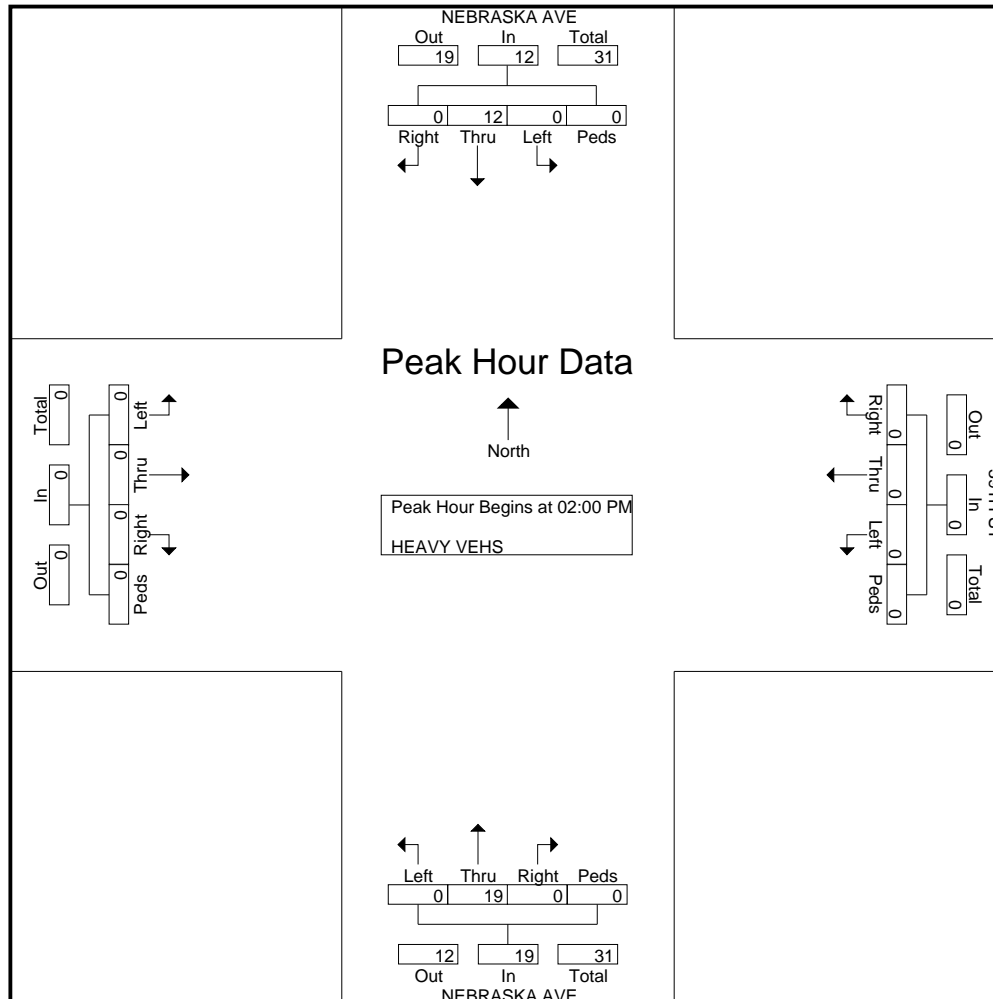 NEBRASKA AVE
Out In Total
19 12 31
0 12 0 0
Right Thru Left Peds
Peak Hour Data
North
Peak Hour Begins at 02:00 PM
HEAVY VEHS
Total In Out
0 0 0
0 0 0 0
Left Thru Right Peds
Right Thru Left Peds
0 0 0 0
Out In Total
0 0 0
Left Thru Right Peds
0 19 0 0
12 19 31
Out In Total
NEBRASKA AVE